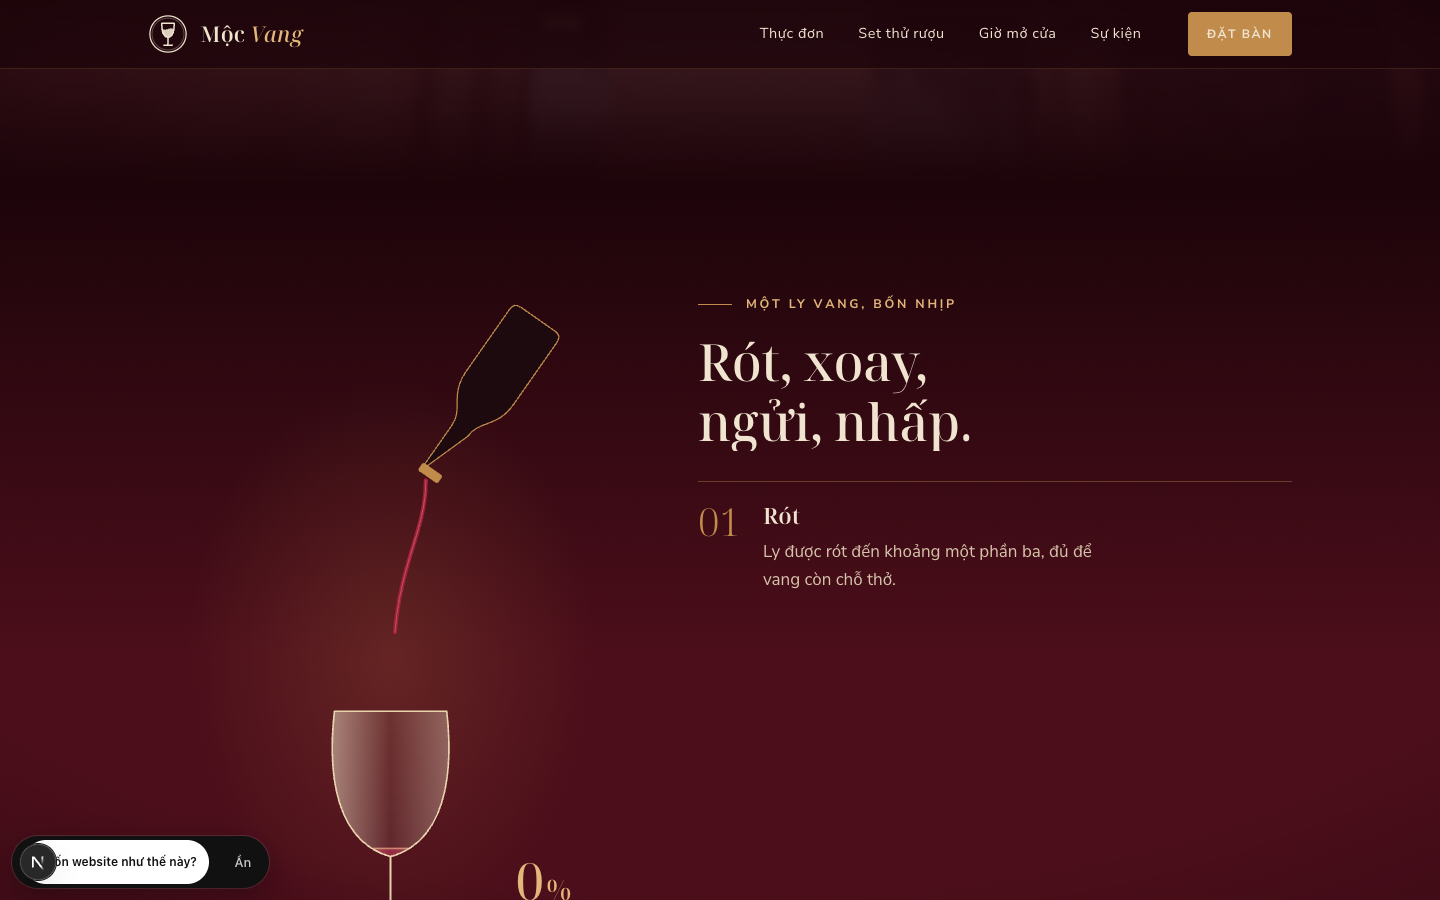 Mộc Vang
Thực đơn
Set thử rượu
Giờ mở cửa
Sự kiện
ĐẶT BÀN
MỘT LY VANG, BỐN NHỊP
Rót, xoay,
ngửi, nhấp.
01
Rót
Ly được rót đến khoảng một phần ba, đủ để
vang còn chỗ thở.
0%
N
website như thế này?
Ẩn